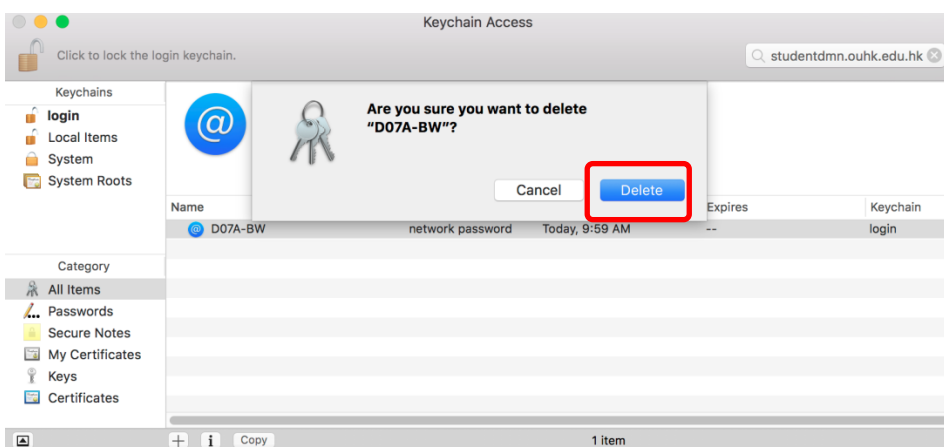 Keychain Access
Click to lock the login keychain.
studentdmn.ouhk.edu.hk
Keychains
login
Local Items
System
System Roots
@
Are you sure you want to delete
“D07A-BW”?
Cancel
Delete
Name
Expires
Keychain
@ D07A-BW
network password
Today, 9:59 AM
--
login
Category
All Items
Passwords
Secure Notes
My Certificates
Keys
Certificates
+
i
Copy
1 item